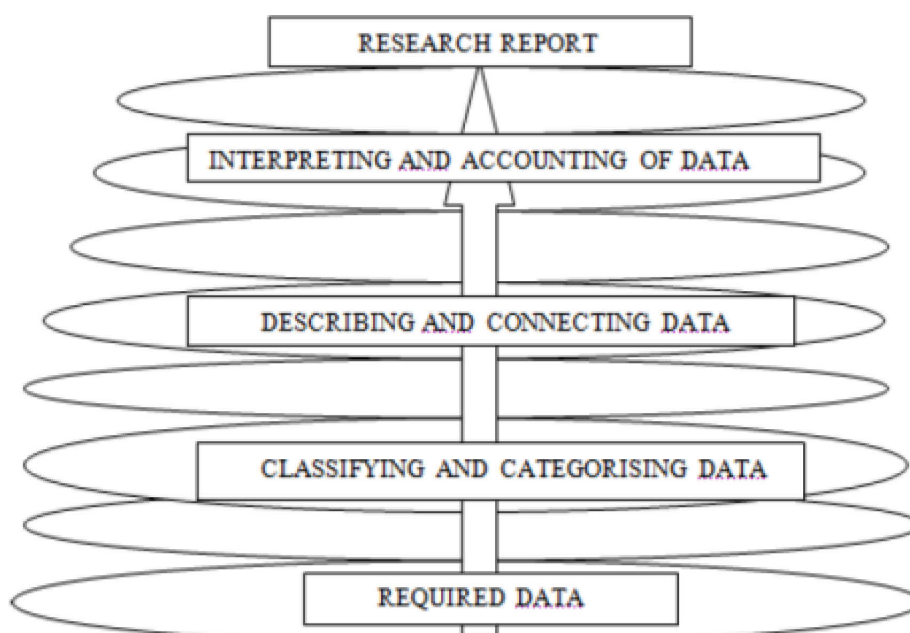 RESEARCH REPORT
INTERPRETING AND ACCOUNTING OF DATA
DESCRIBING AND CONNECTING DATA
CLASSIFYING AND CATEGORISING DATA
REQUIRED DATA